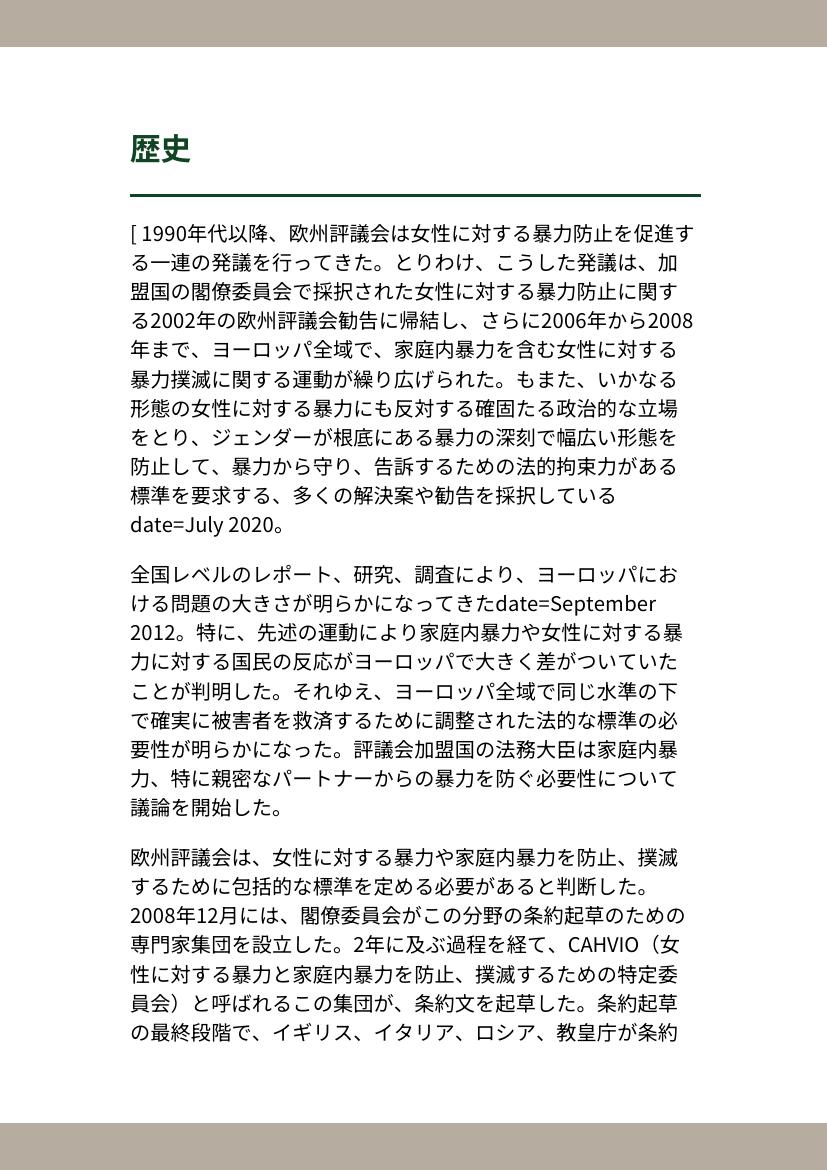 歴史
[ 1990年代以降、欧州評議会は女性に対する暴力防止を促進す
る一連の発議を行ってきた。とりわけ、こうした発議は、加
盟国の閣僚委員会で採択された女性に対する暴力防止に関す
る2002年の欧州評議会勧告に帰結し、さらに2006年から2008
年まで、ヨーロッパ全域で、家庭内暴力を含む女性に対する
暴力撲滅に関する運動が繰り広げられた。もまた、いかなる
形態の女性に対する暴力にも反対する確固たる政治的な立場
をとり、ジェンダーが根底にある暴力の深刻で幅広い形態を
防止して、暴力から守り、告訴するための法的拘束力がある
標準を要求する、多くの解決案や勧告を採択している
date=July 2020。
全国レベルのレポート、研究、調査により、ヨーロッパにお
ける問題の大きさが明らかになってきたdate=September
2012。特に、先述の運動により家庭内暴力や女性に対する暴
力に対する国民の反応がヨーロッパで大きく差がついていた
ことが判明した。それゆえ、ヨーロッパ全域で同じ水準の下
で確実に被害者を救済するために調整された法的な標準の必
要性が明らかになった。評議会加盟国の法務大臣は家庭内暴
力、特に親密なパートナーからの暴力を防ぐ必要性について
議論を開始した。
欧州評議会は、女性に対する暴力や家庭内暴力を防止、撲滅
するために包括的な標準を定める必要があると判断した。
2008年12月には、閣僚委員会がこの分野の条約起草のための
専門家集団を設立した。2年に及ぶ過程を経て、CAHVIO（女
性に対する暴力と家庭内暴力を防止、撲滅するための特定委
員会）と呼ばれるこの集団が、条約文を起草した。条約起草
の最終段階で、イギリス、イタリア、ロシア、教皇庁が条約